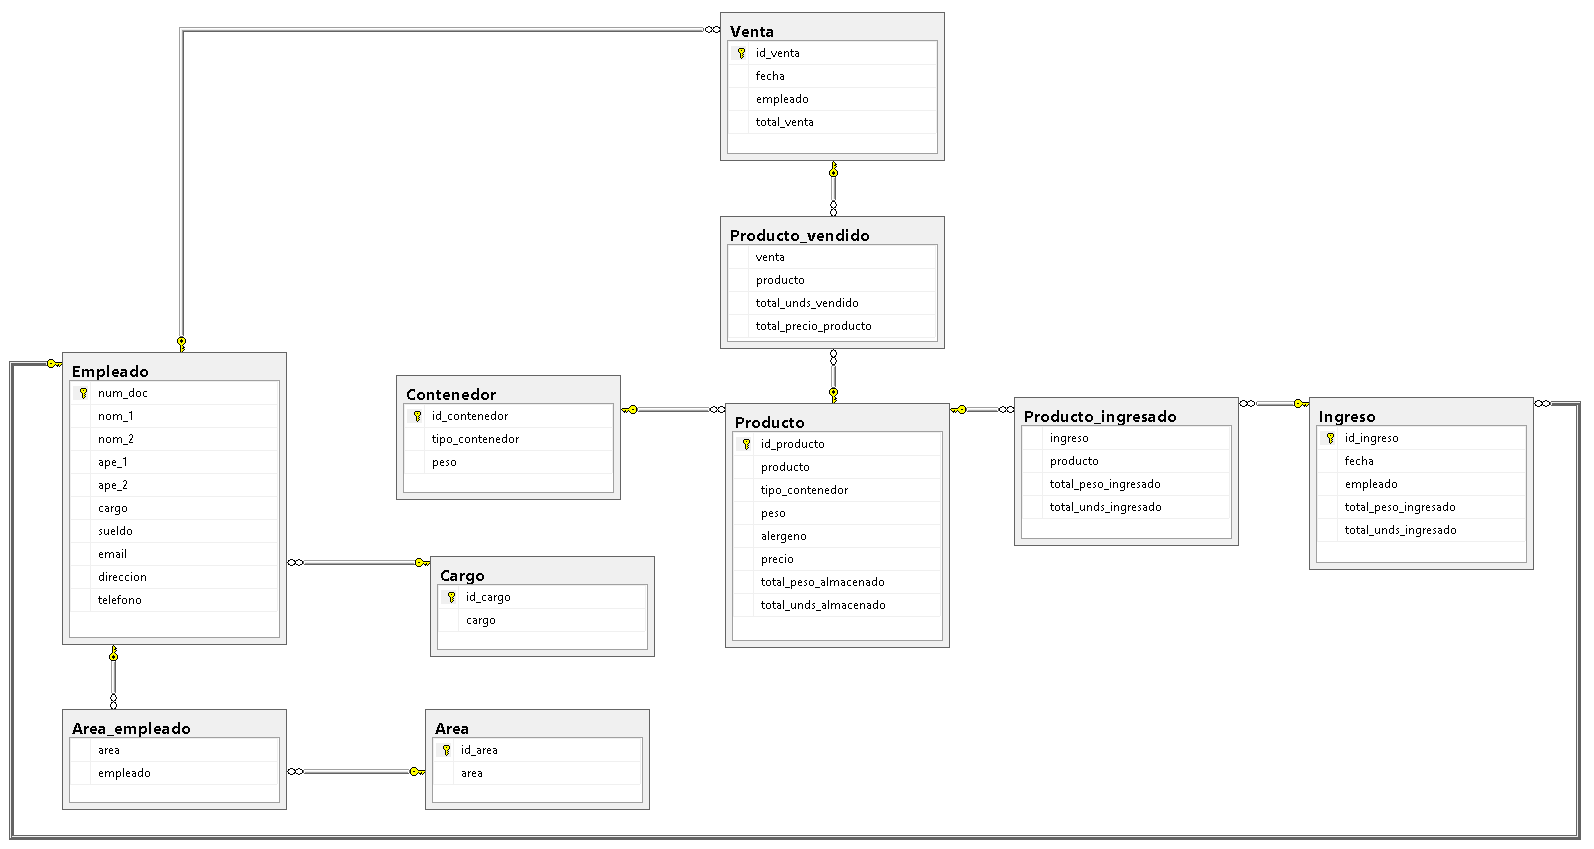 Venta
id_venta
fecha
empleado
total_venta
Producto_vendido
venta
producto
total_unds_vendido
total_precio_producto
Empleado
num_doc
nom_1
nom_2
ape_1
ape_2
cargo
sueldo
email
direccion
telefono
Contenedor
id_contenedor
tipo_contenedor
peso
Producto
id_producto
producto
tipo_contenedor
peso
alergeno
precio
total_peso_almacenado
total_unds_almacenado
Producto_ingresado
ingreso
producto
total_peso_ingresado
total_unds_ingresado
Ingreso
id_ingreso
fecha
empleado
total_peso_ingresado
total_unds_ingresado
Cargo
id_cargo
cargo
Area_empleado
area
empleado
Area
id_area
area